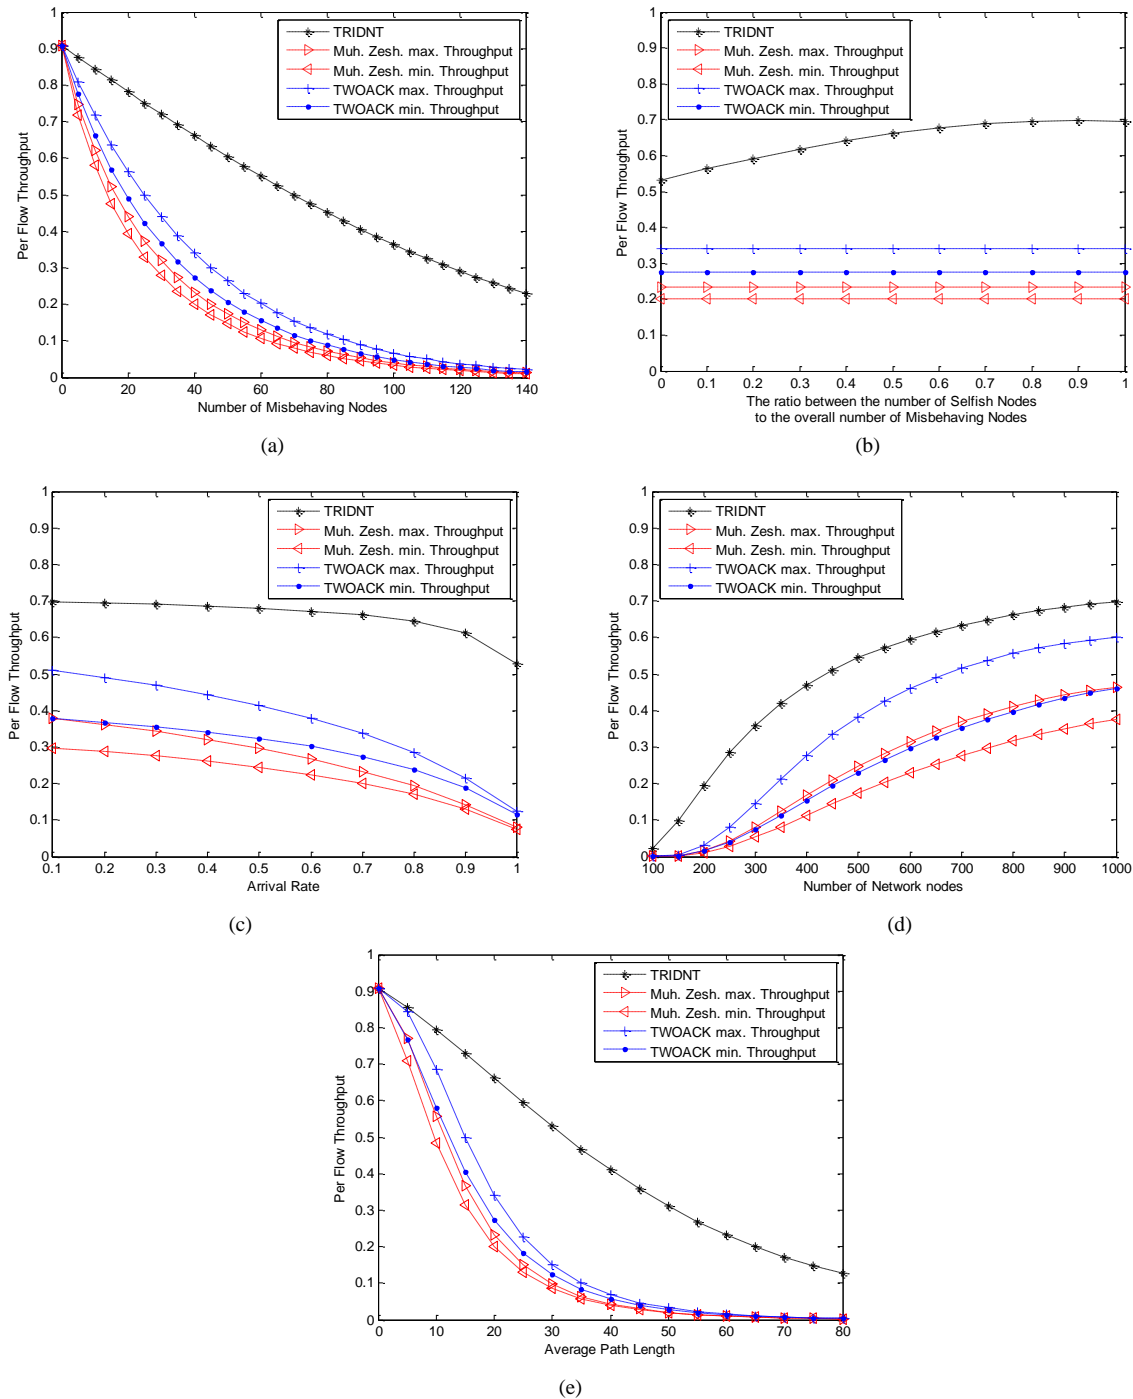 1
0.9
0.8
0.7
0.6
0.5
0.4
0.3
0.2
0.1
0
Per Flow Throughput
TRIDNT
Muh. Zesh. max. Throughput
Muh. Zesh. min. Throughput
TWOACK max. Throughput
TWOACK min. Throughput
0 20 40 60 80 100 120 140
Number of Misbehaving Nodes
(a)
1
0.9
0.8
0.7
0.6
0.5
0.4
0.3
0.2
0.1
0
Per Flow Throughput
TRIDNT
Muh. Zesh. max. Throughput
Muh. Zesh. min. Throughput
TWOACK max. Throughput
TWOACK min. Throughput
0 0.1 0.2 0.3 0.4 0.5 0.6 0.7 0.8 0.9 1
The ratio between the number of Selfish Nodes
to the overall number of Misbehaving Nodes
(b)
1
0.9
0.8
0.7
0.6
0.5
0.4
0.3
0.2
0.1
0
Per Flow Throughput
TRIDNT
Muh. Zesh. max. Throughput
Muh. Zesh. min. Throughput
TWOACK max. Throughput
TWOACK min. Throughput
0.1 0.2 0.3 0.4 0.5 0.6 0.7 0.8 0.9 1
Arrival Rate
(c)
1
0.9
0.8
0.7
0.6
0.5
0.4
0.3
0.2
0.1
0
Per Flow Throughput
TRIDNT
Muh. Zesh. max. Throughput
Muh. Zesh. min. Throughput
TWOACK max. Throughput
TWOACK min. Throughput
100 200 300 400 500 600 700 800 900 1000
Number of Network nodes
(d)
1
0.9
0.8
0.7
0.6
0.5
0.4
0.3
0.2
0.1
0
Per Flow Throughput
TRIDNT
Muh. Zesh. max. Throughput
Muh. Zesh. min. Throughput
TWOACK max. Throughput
TWOACK min. Throughput
0 10 20 30 40 50 60 70 80
Average Path Length
(e)